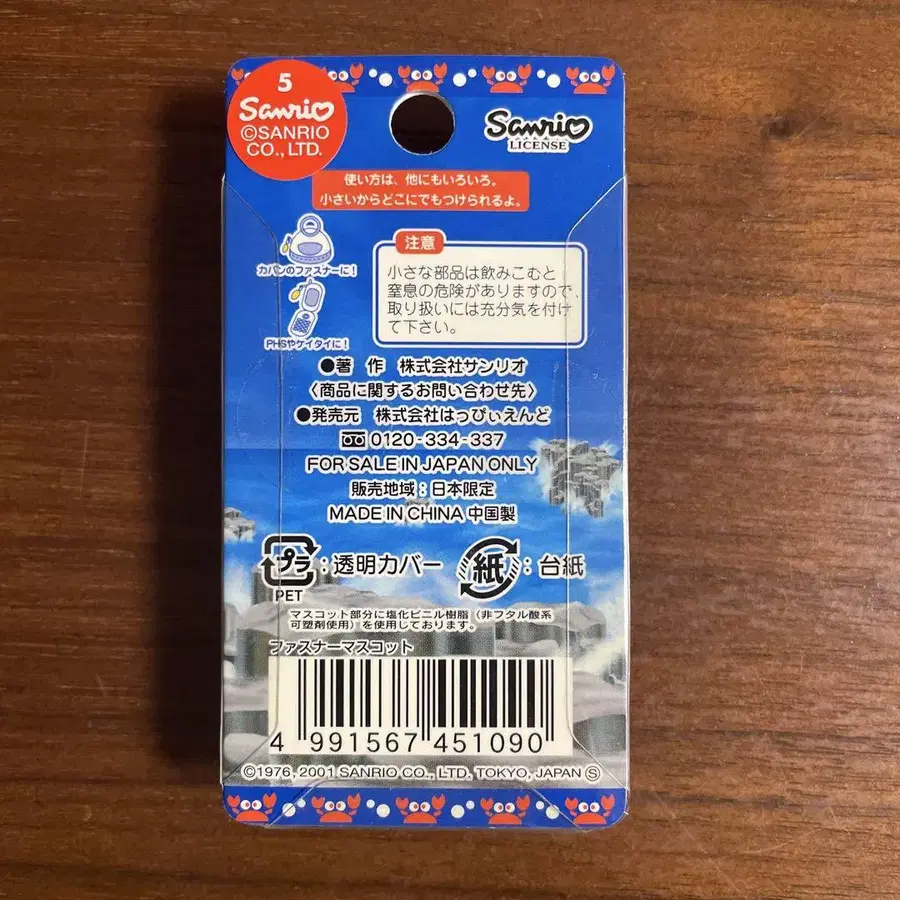 5
Sanrio
©SANRIO
CO., LTD.
Sanrio
LICENSE
使い方は、他にもいろいろ。
小さいからどこにでもつけられるよ。
カバンのファスナーに!
PHSやケイタイに!
注意
小さな部品は飲みこむと
窒息の危険がありますので、
取り扱いには充分気を付け
て下さい。
●著 作 株式会社サンリオ
〈商品に関するお問い合わせ先〉
●発売元 株式会社はっぴぃえんど
0120-334-337
FOR SALE IN JAPAN ONLY
販売地域：日本限定
MADE IN CHINA 中国製
プラ：透明カバー 紙：台紙
PET
マスコット部分に塩化ビニル樹脂（非フタル酸系
可塑剤使用）を使用しております。
ファスナーマスコット
4 991567 451090
©1976, 2001 SANRIO CO., LTD. TOKYO, JAPAN Ⓢ